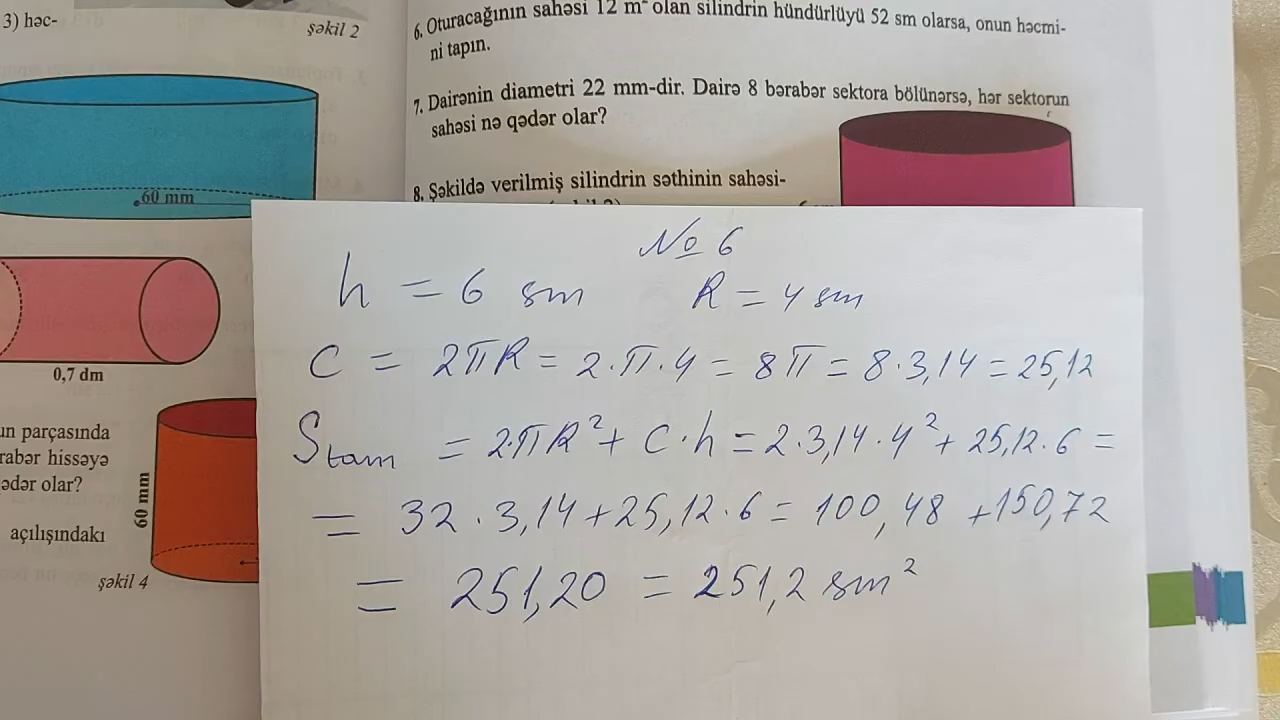 3) həc-
şəkil 2
60 mm
0,7 dm
un parçasında
rabər hissəyə
ədər olar?
60 mm
açılışındakı
şəkil 4
6. Oturacağının sahəsi 12 m² olan silindrin hündürlüyü 52 sm olarsa, onun həcmi-
ni tapın.
7. Dairənin diametri 22 mm-dir. Dairə 8 bərabər sektora bölünərsə, hər sektorun
sahəsi nə qədər olar?
8. Şəkildə verilmiş silindrin səthinin sahəsi-
№ 6
h = 6 sm R = 4 sm
C = 2πR = 2·π·4 = 8π = 8·3,14 = 25,12
Stam = 2·πR² + C·h = 2·3,14·4² + 25,12·6 =
= 32·3,14+25,12·6 = 100,48 +150,72
= 251,20 = 251,2 sm²